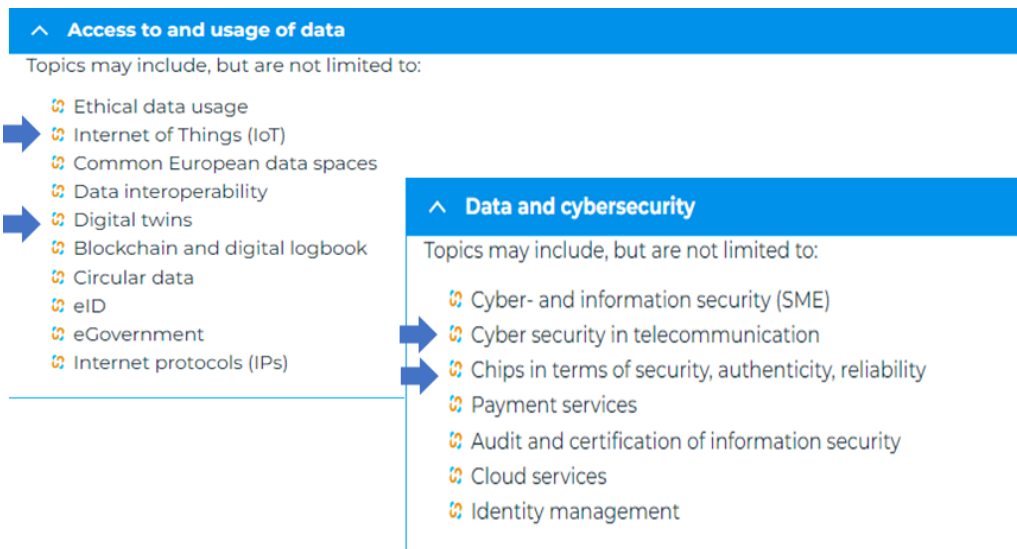 Access to and usage of data
Topics may include, but are not limited to:
Ethical data usage
Internet of Things (IoT)
Common European data spaces
Data interoperability
Digital twins
Blockchain and digital logbook
Circular data
eID
eGovernment
Internet protocols (IPs)
Data and cybersecurity
Topics may include, but are not limited to:
Cyber- and information security (SME)
Cyber security in telecommunication
Chips in terms of security, authenticity, reliability
Payment services
Audit and certification of information security
Cloud services
Identity management